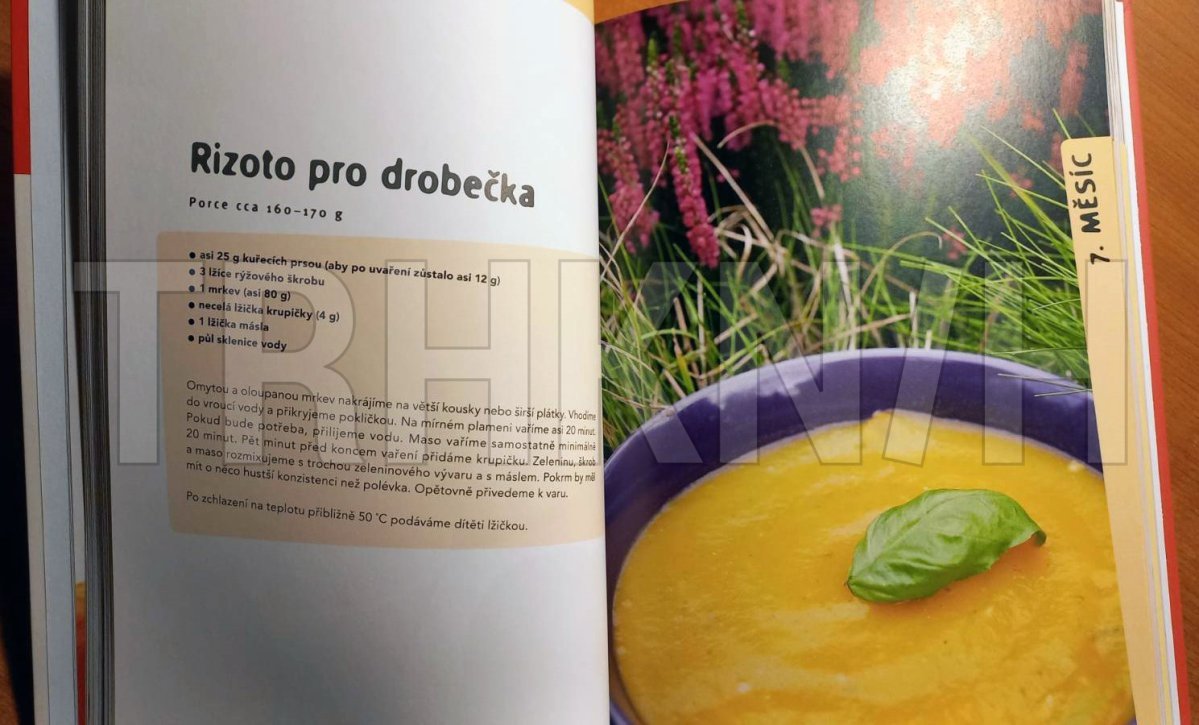 Rizoto pro drobečka
Porce cca 160–170 g
• asi 25 g kuřecích prsou (aby po uvaření zůstalo asi 12 g)
• 3 lžíce rýžového škrobu
• 1 mrkev (asi 80 g)
• necelá lžička krupičky (4 g)
• 1 lžička másla
• půl sklenice vody
Omytou a oloupanou mrkev nakrájíme na větší kousky nebo širší plátky. Vhodíme
do vroucí vody a přikryjeme pokličkou. Na mírném plameni vaříme asi 20 minut.
Pokud bude potřeba, přilijeme vodu. Maso vaříme samostatně minimálně
20 minut. Pět minut před koncem vaření přidáme krupičku. Zeleninu, škrob
a maso rozmixujeme s trochou zeleninového vývaru a s máslem. Pokrm by měl
mít o něco hustší konzistenci než polévka. Opětovně přivedeme k varu.
Po zchlazení na teplotu přibližně 50 °C podáváme dítěti lžičkou.
7. MĚSÍC